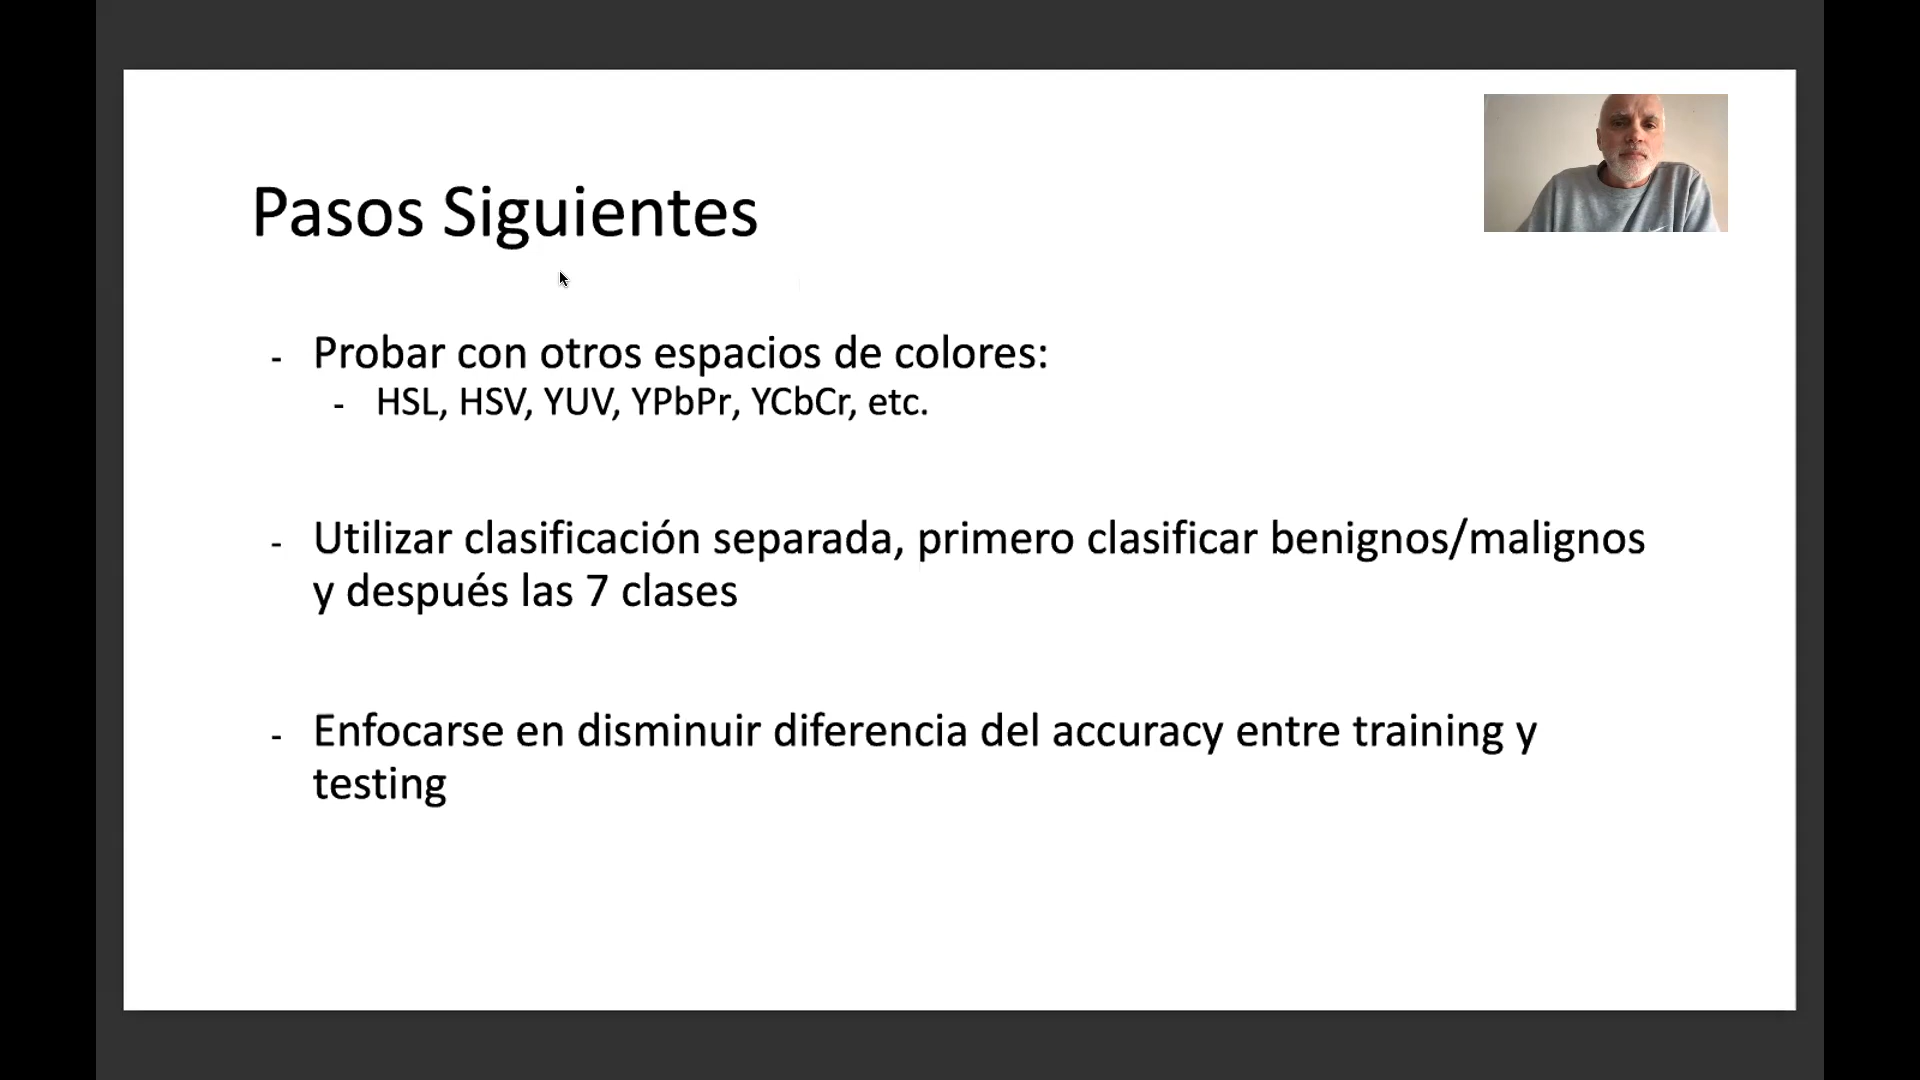 Pasos Siguientes
- Probar con otros espacios de colores:
- HSL, HSV, YUV, YPbPr, YCbCr, etc.
- Utilizar clasificación separada, primero clasificar benignos/malignos
y después las 7 clases
- Enfocarse en disminuir diferencia del accuracy entre training y
testing